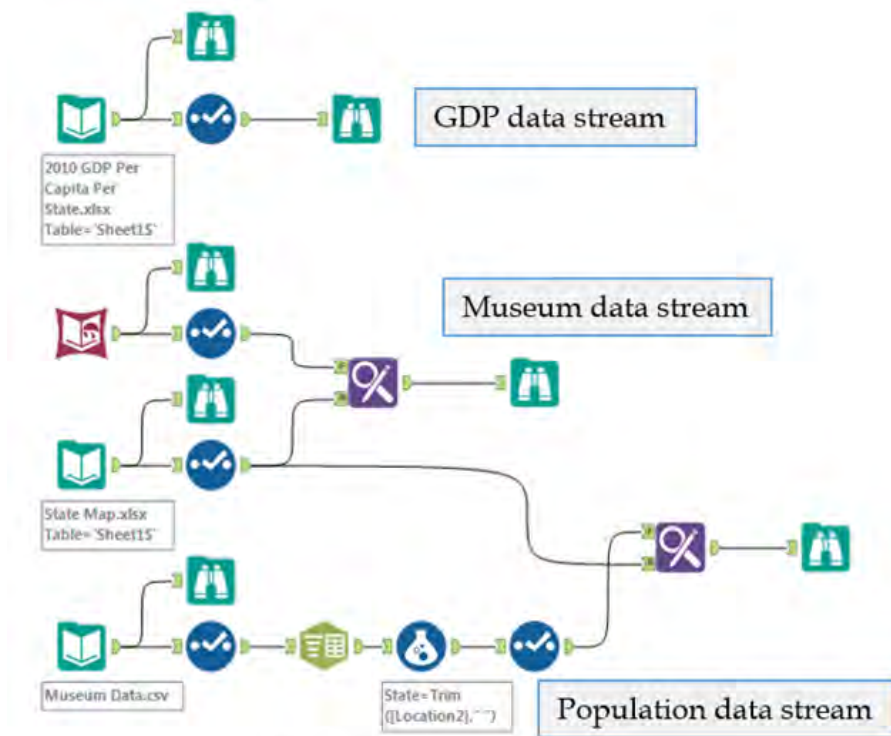 GDP data stream
2010 GDP Per
Capita Per
State.xlsx
Table=`Sheet1$`
Museum data stream
State Map.xlsx
Table=`Sheet1$`
Museum Data.csv
State=Trim
([Location2]," ")
Population data stream